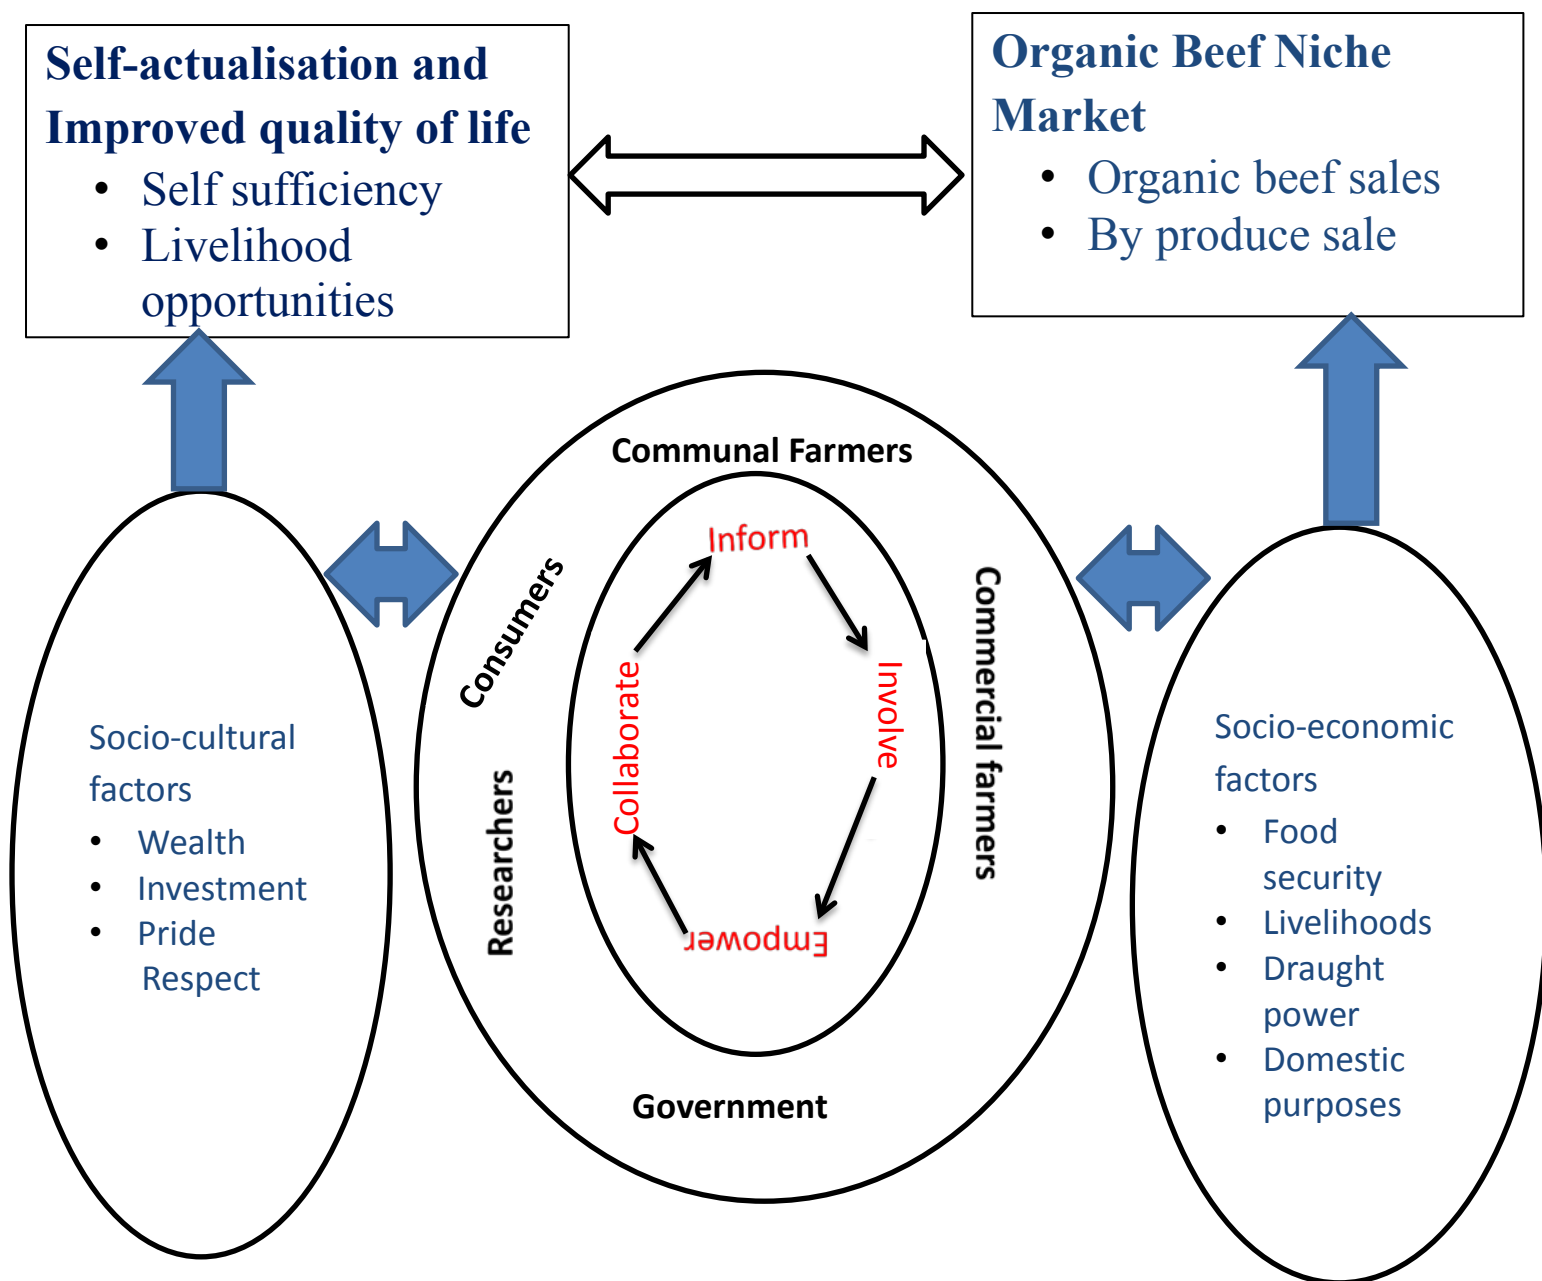 Self-actualisation and
Improved quality of life
• Self sufficiency
• Livelihood
opportunities
Organic Beef Niche
Market
• Organic beef sales
• By produce sale
Communal Farmers
Consumers
Researchers
Commercial farmers
Government
Inform
Involve
Empower
Collaborate
Socio-cultural
factors
• Wealth
• Investment
• Pride
Respect
Socio-economic
factors
• Food
security
• Livelihoods
• Draught
power
• Domestic
purposes